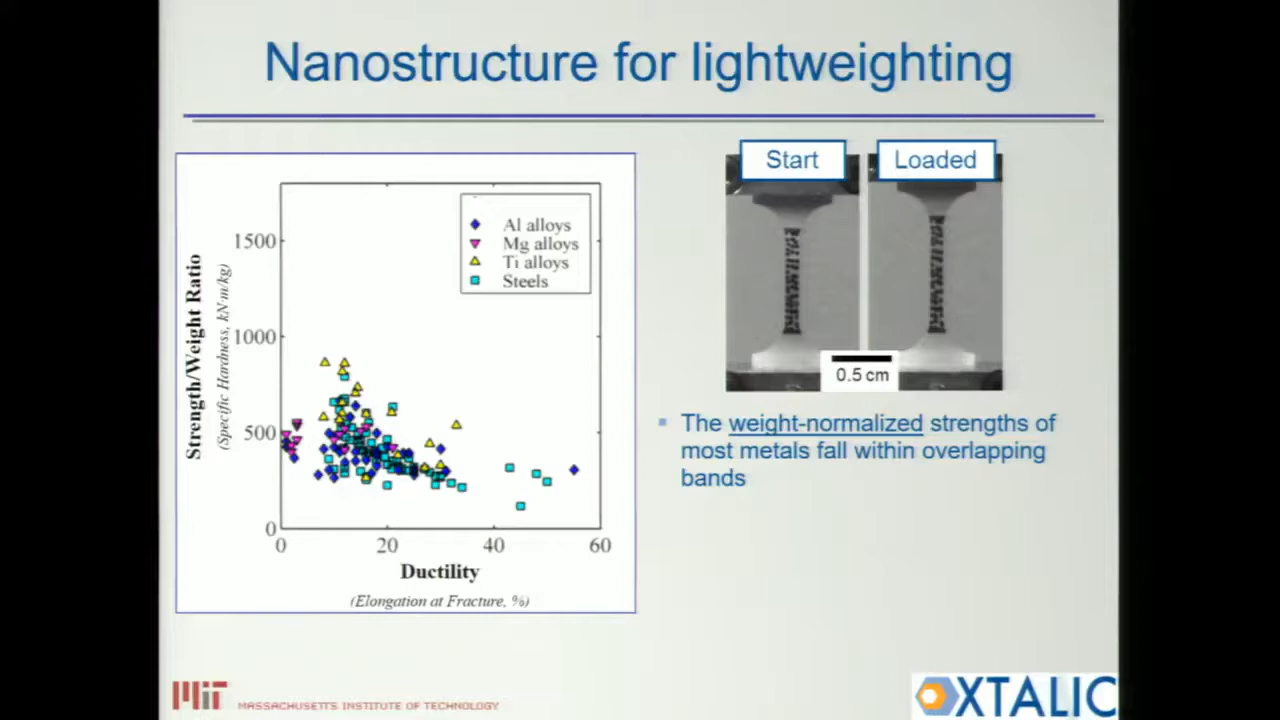 Nanostructure for lightweighting
Start
Loaded
0.5 cm
Strength/Weight Ratio
(Specific Hardness, kN·m/kg)
1500
1000
500
0
0 20 40 60
Ductility
(Elongation at Fracture, %)
Al alloys
Mg alloys
Ti alloys
Steels
The weight-normalized strengths of
most metals fall within overlapping
bands
MIT MASSACHUSETTS INSTITUTE OF TECHNOLOGY
XTALIC